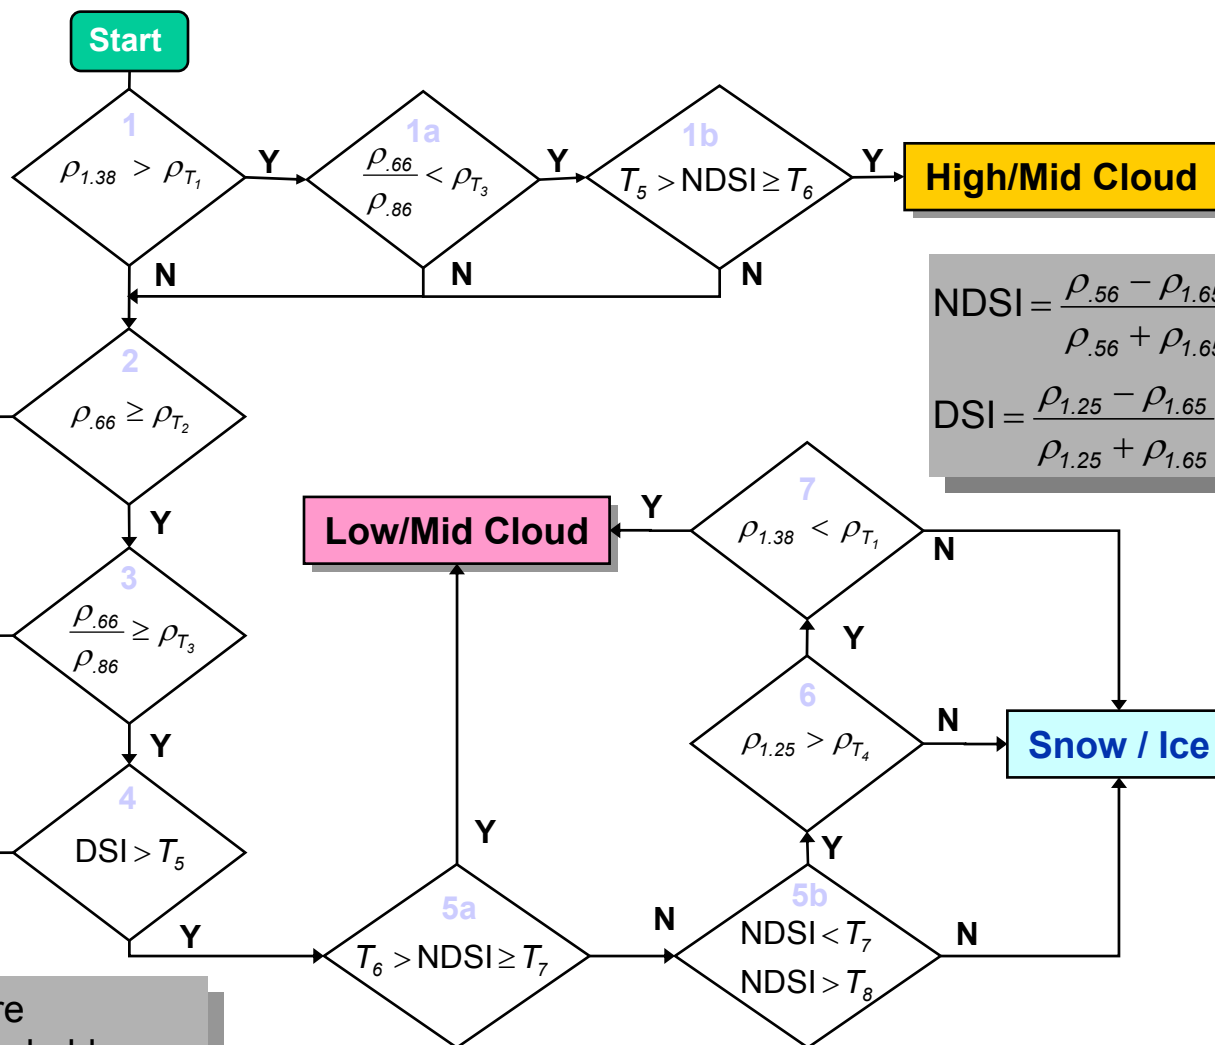 Start
1
ρ1.38 > ρT1
Y
1a
ρ.66 / ρ.86 < ρT3
Y
1b
T5 > NDSI ≥ T6
Y
High/Mid Cloud
N
N
N
NDSI = (ρ.56 − ρ1.65) / (ρ.56 + ρ1.65)
DSI = (ρ1.25 − ρ1.65) / (ρ1.25 + ρ1.65)
2
ρ.66 ≥ ρT2
Y
3
ρ.66 / ρ.86 ≥ ρT3
Y
4
DSI > T5
Y
5a
T6 > NDSI ≥ T7
Y
N
Low/Mid Cloud
5b
NDSI < T7
NDSI > T8
Y
N
6
ρ1.25 > ρT4
Y
N
7
ρ1.38 < ρT1
Y
N
Snow / Ice